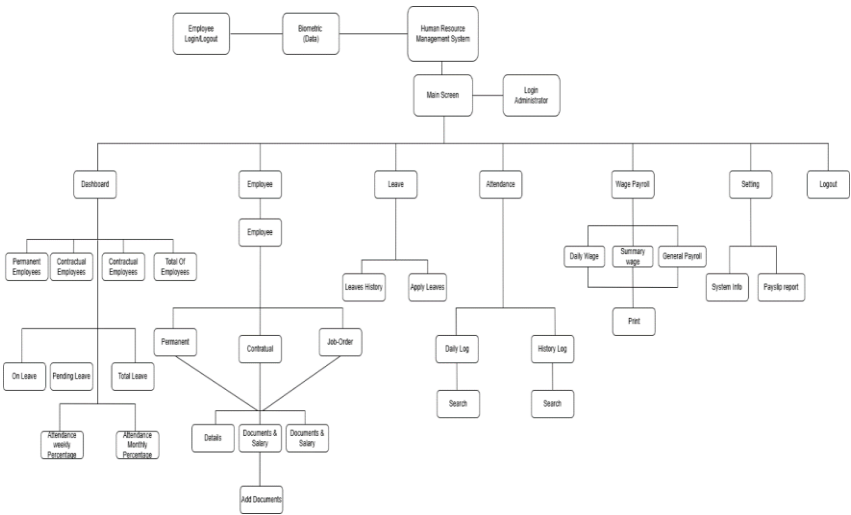 Employee
Login/Logout
Biometric
(Data)
Human Resource
Management System
Main Screen
Login
Administrator
Dashboard
Employee
Leave
Attendance
Wage Payroll
Setting
Logout
Employee
Permanent
Employees
Contractual
Employees
Contractual
Employees
Total Of
Employees
Daily Wage
Summary
wage
General Payroll
Leaves History
Apply Leaves
System Info
Payslip report
Print
Permanent
Contratual
Job-Order
Daily Log
History Log
On Leave
Pending Leave
Total Leave
Search
Search
Attendance
weekly
Percentage
Attendance
Monthly
Percentage
Details
Documents &
Salary
Documents &
Salary
Add Documents